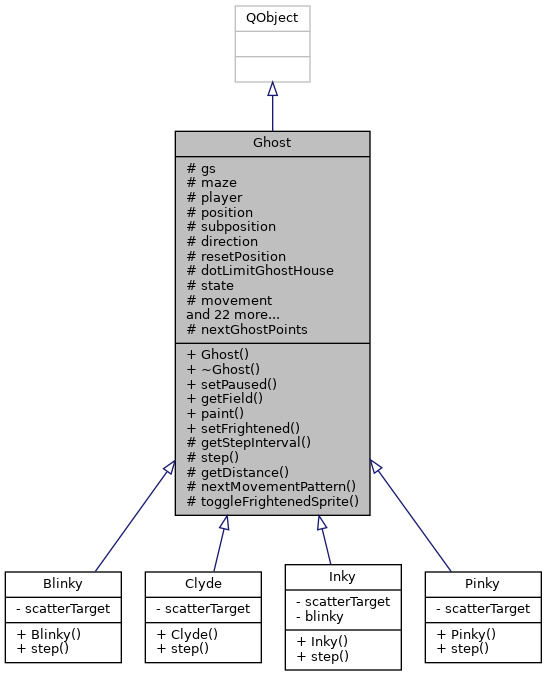 QObject
Ghost
# gs
# maze
# player
# position
# subposition
# direction
# resetPosition
# dotLimitGhostHouse
# state
# movement
and 22 more...
# nextGhostPoints
+ Ghost()
+ ~Ghost()
+ setPaused()
+ getField()
+ paint()
+ setFrightened()
# getStepInterval()
# step()
# getDistance()
# nextMovementPattern()
# toggleFrightenedSprite()
Blinky
- scatterTarget
+ Blinky()
+ step()
Clyde
- scatterTarget
+ Clyde()
+ step()
Inky
- scatterTarget
- blinky
+ Inky()
+ step()
Pinky
- scatterTarget
+ Pinky()
+ step()